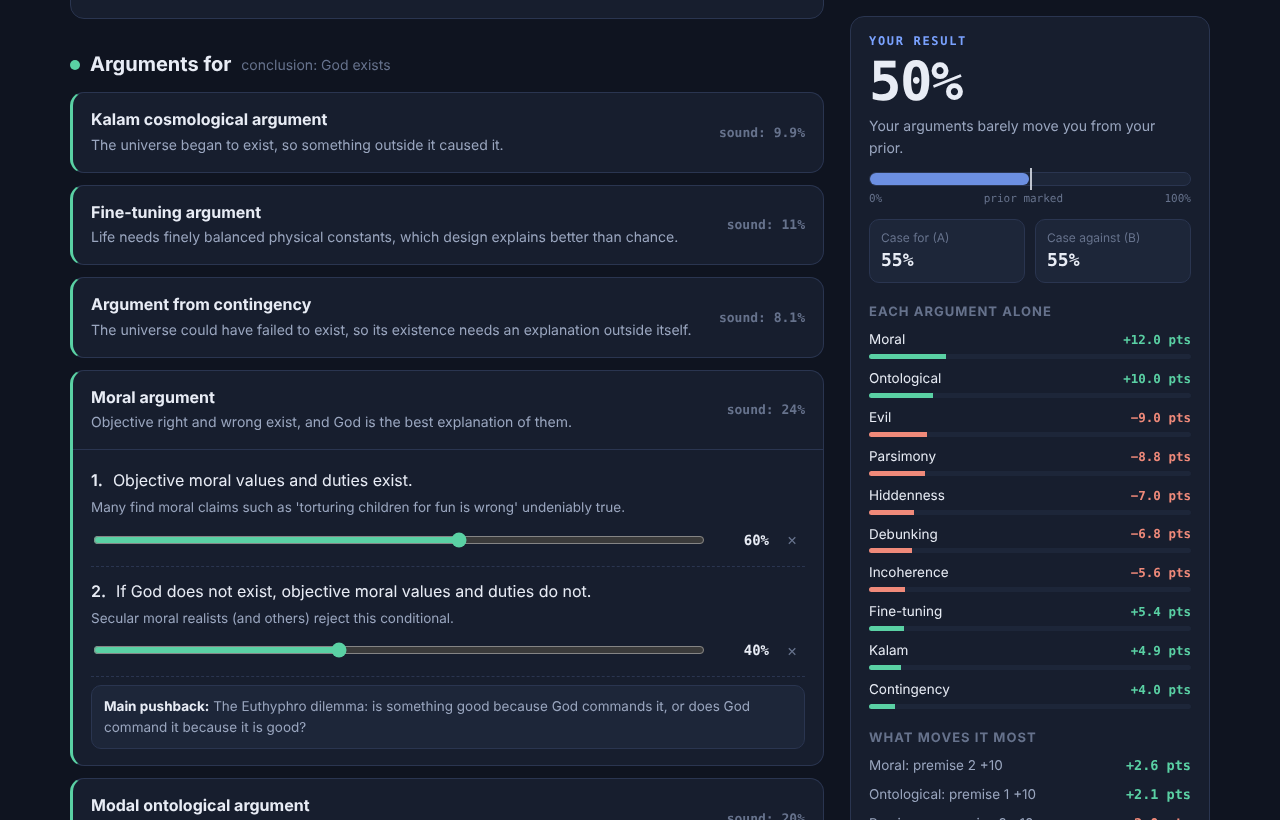 Arguments for conclusion: God exists
Kalam cosmological argument
The universe began to exist, so something outside it caused it.
sound: 9.9%
Fine-tuning argument
Life needs finely balanced physical constants, which design explains better than chance.
sound: 11%
Argument from contingency
The universe could have failed to exist, so its existence needs an explanation outside itself.
sound: 8.1%
Moral argument
Objective right and wrong exist, and God is the best explanation of them.
sound: 24%
1. Objective moral values and duties exist.
Many find moral claims such as 'torturing children for fun is wrong' undeniably true.
60% ×
2. If God does not exist, objective moral values and duties do not.
Secular moral realists (and others) reject this conditional.
40% ×
Main pushback: The Euthyphro dilemma: is something good because God commands it, or does God
command it because it is good?
Modal ontological argument
sound: 20%
YOUR RESULT
50%
Your arguments barely move you from your
prior.
0% prior marked 100%
Case for (A)
55%
Case against (B)
55%
EACH ARGUMENT ALONE
Moral +12.0 pts
Ontological +10.0 pts
Evil −9.0 pts
Parsimony −8.8 pts
Hiddenness −7.0 pts
Debunking −6.8 pts
Incoherence −5.6 pts
Fine-tuning +5.4 pts
Kalam +4.9 pts
Contingency +4.0 pts
WHAT MOVES IT MOST
Moral: premise 2 +10 +2.6 pts
Ontological: premise 1 +10 +2.1 pts